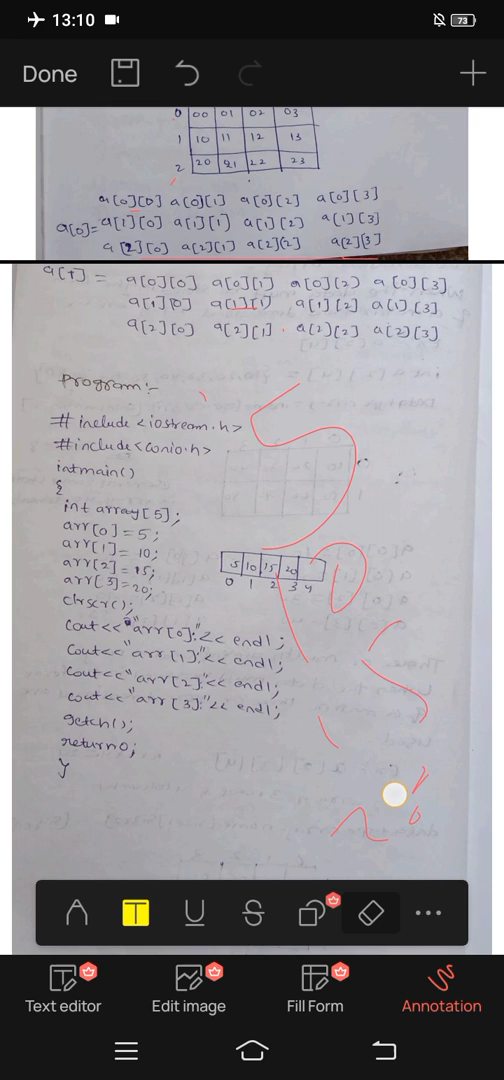 13:10
73
Done
0 00 01 02 03
1 10 11 12 13
2 20 21 22 23
a[0][0] a[0][1] a[0][2] a[0][3]
a[0]= a[1][0] a[1][1] a[1][2] a[1][3]
a[2][0] a[2][1] a[2][2] a[2][3]
a[1] = a[0][0] a[0][1] a[0][2) a[0][3]
a[1][0] a[1][1] a[1][2] a[1][3]
a[2][0] a[2][1] a[2][2] a[2][3]
Program:-
# include <iostream.h>
#include<conio.h>
intmain()
{
int array[5];
arr[0]=5;
arr[1]=10;
arr[2]=15;
arr[3]=20;
5 10 15 20
0 1 2 3 4
clrscr();
cout<<"arr[0]:"<< endl;
cout<<"arr[1]:"<< endl;
cout<<"arr[2]:"<< endl;
cout<<"arr[3]:"<< endl;
getch();
return0;
}
T U S
Text editor Edit image Fill Form Annotation